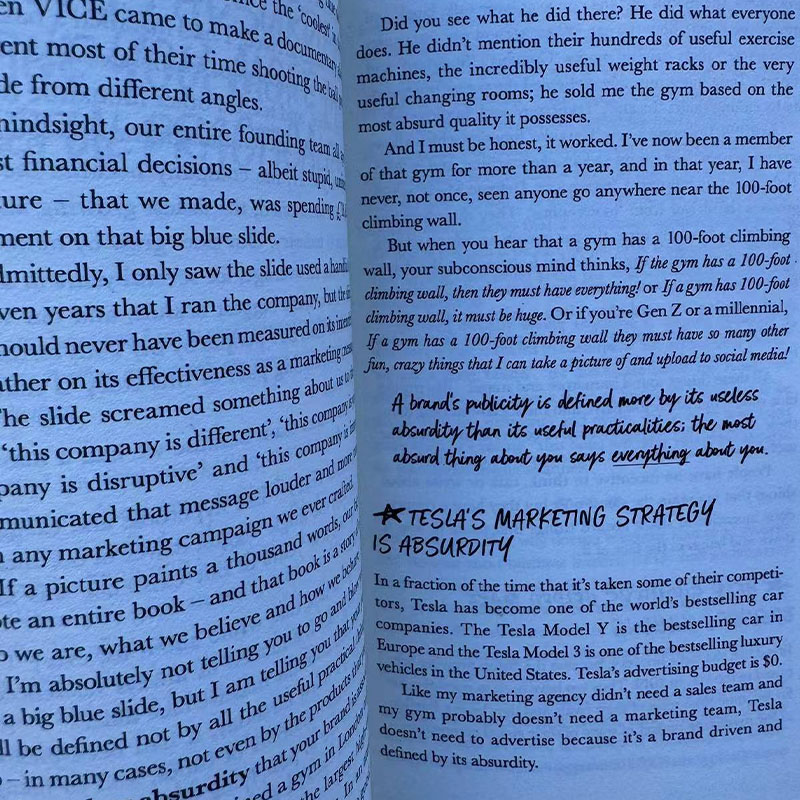 VICE came to make a documentary
ent most of their time shooting the ball
de from different angles.
hindsight, our entire founding team all
st financial decisions – albeit stupid,
ure – that we made, was spending
ment on that big blue slide.
dmittedly, I only saw the slide used a
ven years that I ran the company, but the
hould never have been measured on its
ather on its effectiveness as a marketing
he slide screamed something about us to
‘this company is different’, ‘this company
pany is disruptive’ and ‘this company is
municated that message louder and more
any marketing campaign we ever crafted.
If a picture paints a thousand words, our
te an entire book – and that book is a story
o we are, what we believe and how we behave
I’m absolutely not telling you to go and
a big blue slide, but I am telling you that your
ll be defined not by all the useful practical
– in many cases, not even by the products that
absurdity that your brand is
ed a gym in London
the largest
Did you see what he did there? He did what everyone
does. He didn’t mention their hundreds of useful exercise
machines, the incredibly useful weight racks or the very
useful changing rooms; he sold me the gym based on the
most absurd quality it possesses.
And I must be honest, it worked. I’ve now been a member
of that gym for more than a year, and in that year, I have
never, not once, seen anyone go anywhere near the 100-foot
climbing wall.
But when you hear that a gym has a 100-foot climbing
wall, your subconscious mind thinks, If the gym has a 100-foot
climbing wall, then they must have everything! or If a gym has 100-foot
climbing wall, it must be huge. Or if you’re Gen Z or a millennial,
If a gym has a 100-foot climbing wall they must have so many other
fun, crazy things that I can take a picture of and upload to social media!
A brand’s publicity is defined more by its useless
absurdity than its useful practicalities; the most
absurd thing about you says everything about you.
★ TESLA’S MARKETING STRATEGY
IS ABSURDITY
In a fraction of the time that it’s taken some of their competi-
tors, Tesla has become one of the world’s bestselling car
companies. The Tesla Model Y is the bestselling car in
Europe and the Tesla Model 3 is one of the bestselling luxury
vehicles in the United States. Tesla’s advertising budget is $0.
Like my marketing agency didn’t need a sales team and
my gym probably doesn’t need a marketing team, Tesla
doesn’t need to advertise because it’s a brand driven and
defined by its absurdity.